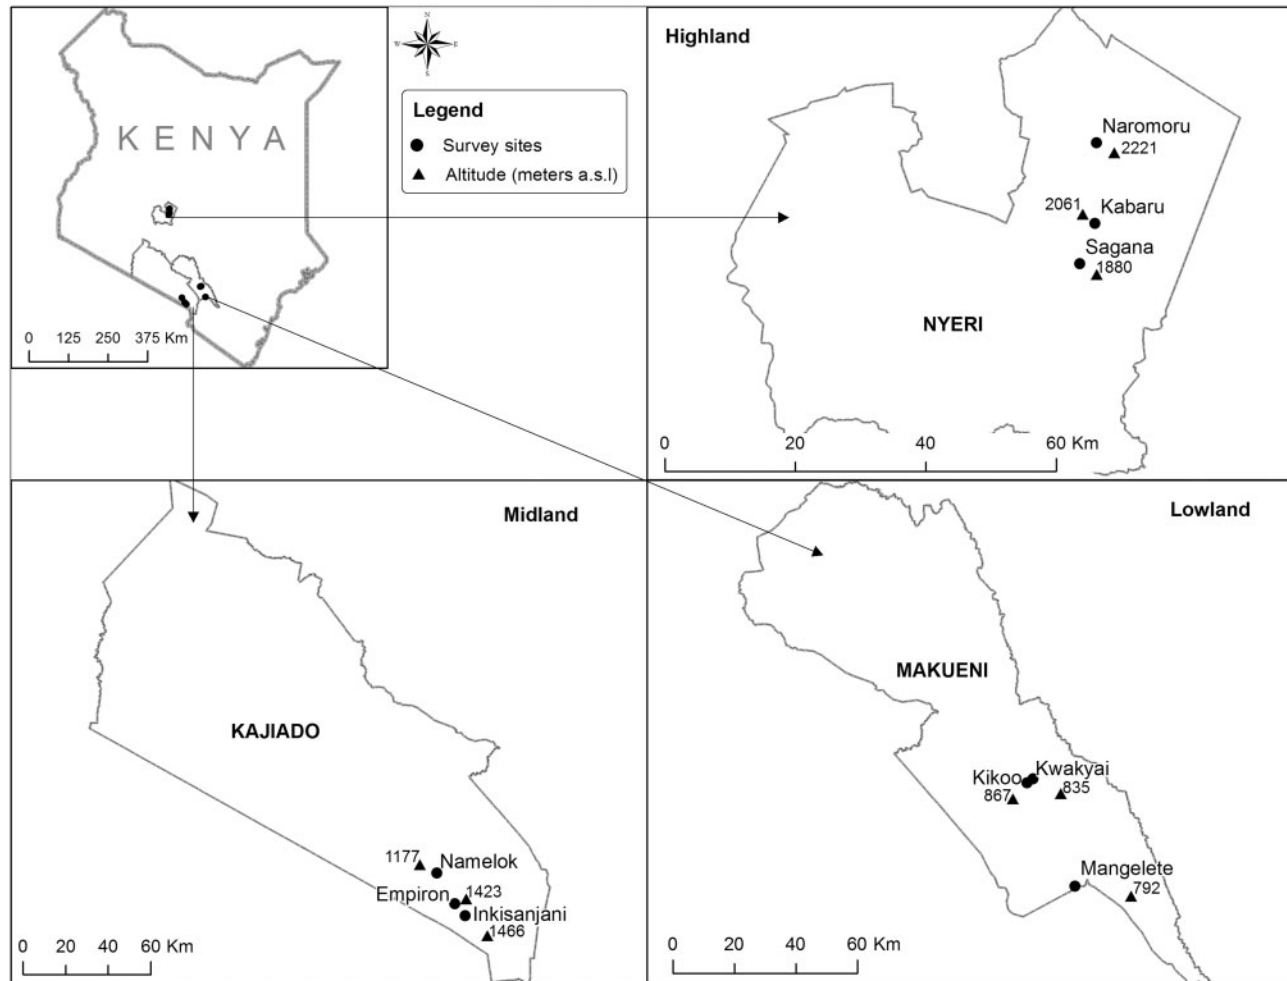 KENYA
0 125 250 375 Km
N
W E
S
Legend
Survey sites
Altitude (meters a.s.l)
Highland
Naromoru
2221
2061 Kabaru
Sagana
1880
NYERI
0 20 40 60 Km
Midland
KAJIADO
1177 Namelok
Empiron 1423
Inkisanjani
1466
0 20 40 60 Km
Lowland
MAKUENI
Kikoo Kwakyai
867 835
Mangelete
792
0 20 40 60 Km